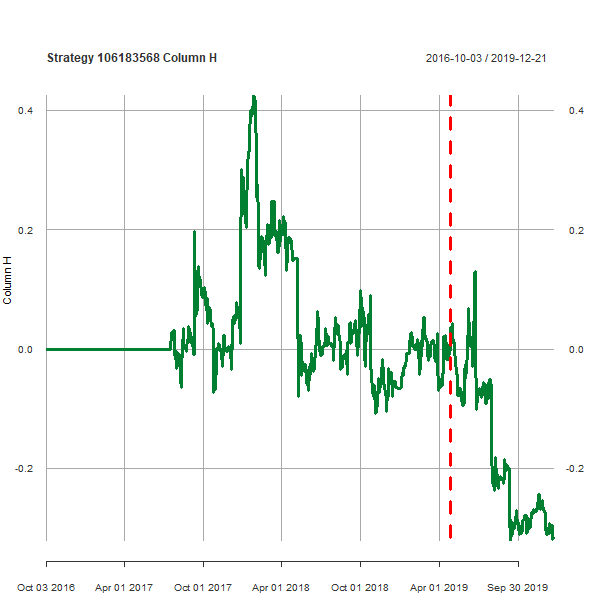 Strategy 106183568 Column H
2016-10-03 / 2019-12-21
0.4
0.4
0.2
0.2
Column H
0.0
0.0
-0.2
-0.2
Oct 03 2016
Apr 01 2017
Oct 01 2017
Apr 01 2018
Oct 01 2018
Apr 01 2019
Sep 30 2019